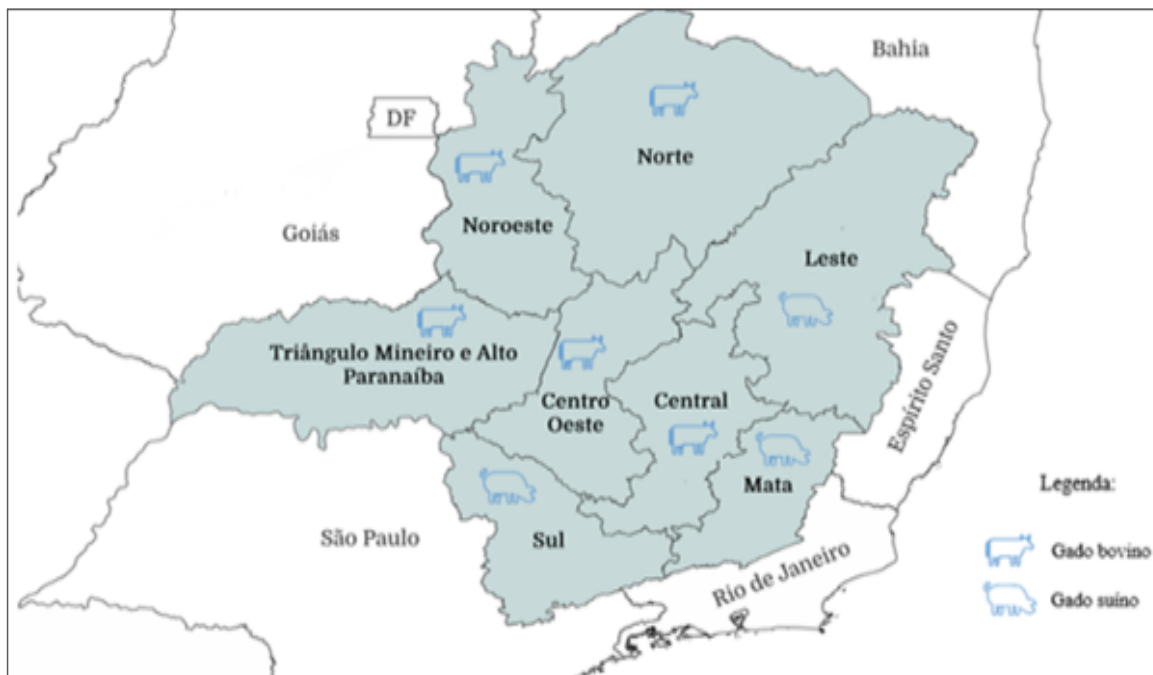 Bahia
DF
Norte
Noroeste
Goiás
Leste
Triângulo Mineiro e Alto
Paranaíba
Centro
Oeste
Central
Espírito Santo
Mata
Legenda:
São Paulo
Sul
Gado bovino
Rio de Janeiro
Gado suíno